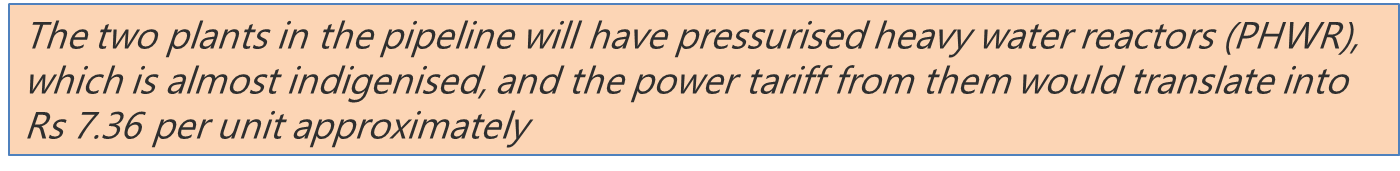 The two plants in the pipeline will have pressurised heavy water reactors (PHWR),
which is almost indigenised, and the power tariff from them would translate into
Rs 7.36 per unit approximately